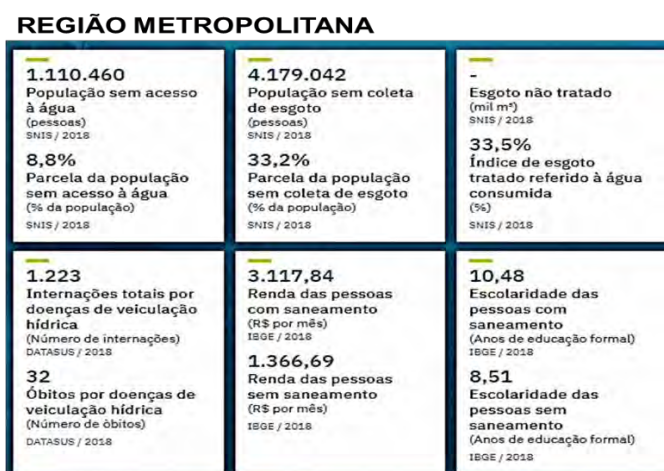 REGIÃO METROPOLITANA
1.110.460
População sem acesso
à água
(pessoas)
SNIS / 2018
8,8%
Parcela da população
sem acesso à água
(% da população)
SNIS / 2018
4.179.042
População sem coleta
de esgoto
(pessoas)
SNIS / 2018
33,2%
Parcela da população
sem coleta de esgoto
(% da população)
SNIS / 2018
-
Esgoto não tratado
(mil m³)
SNIS / 2018
33,5%
Índice de esgoto
tratado referido à água
consumida
(%)
SNIS / 2018
1.223
Internações totais por
doenças de veiculação
hídrica
(Número de internações)
DATASUS / 2018
32
Óbitos por doenças de
veiculação hídrica
(Número de òbitos)
DATASUS / 2018
3.117,84
Renda das pessoas
com saneamento
(R$ por mês)
IBGE / 2018
1.366,69
Renda das pessoas
sem saneamento
(R$ por mês)
IBGE / 2018
10,48
Escolaridade das
pessoas com
saneamento
(Anos de educação formal)
IBGE / 2018
8,51
Escolaridade das
pessoas sem
saneamento
(Anos de educação formal)
IBGE / 2018